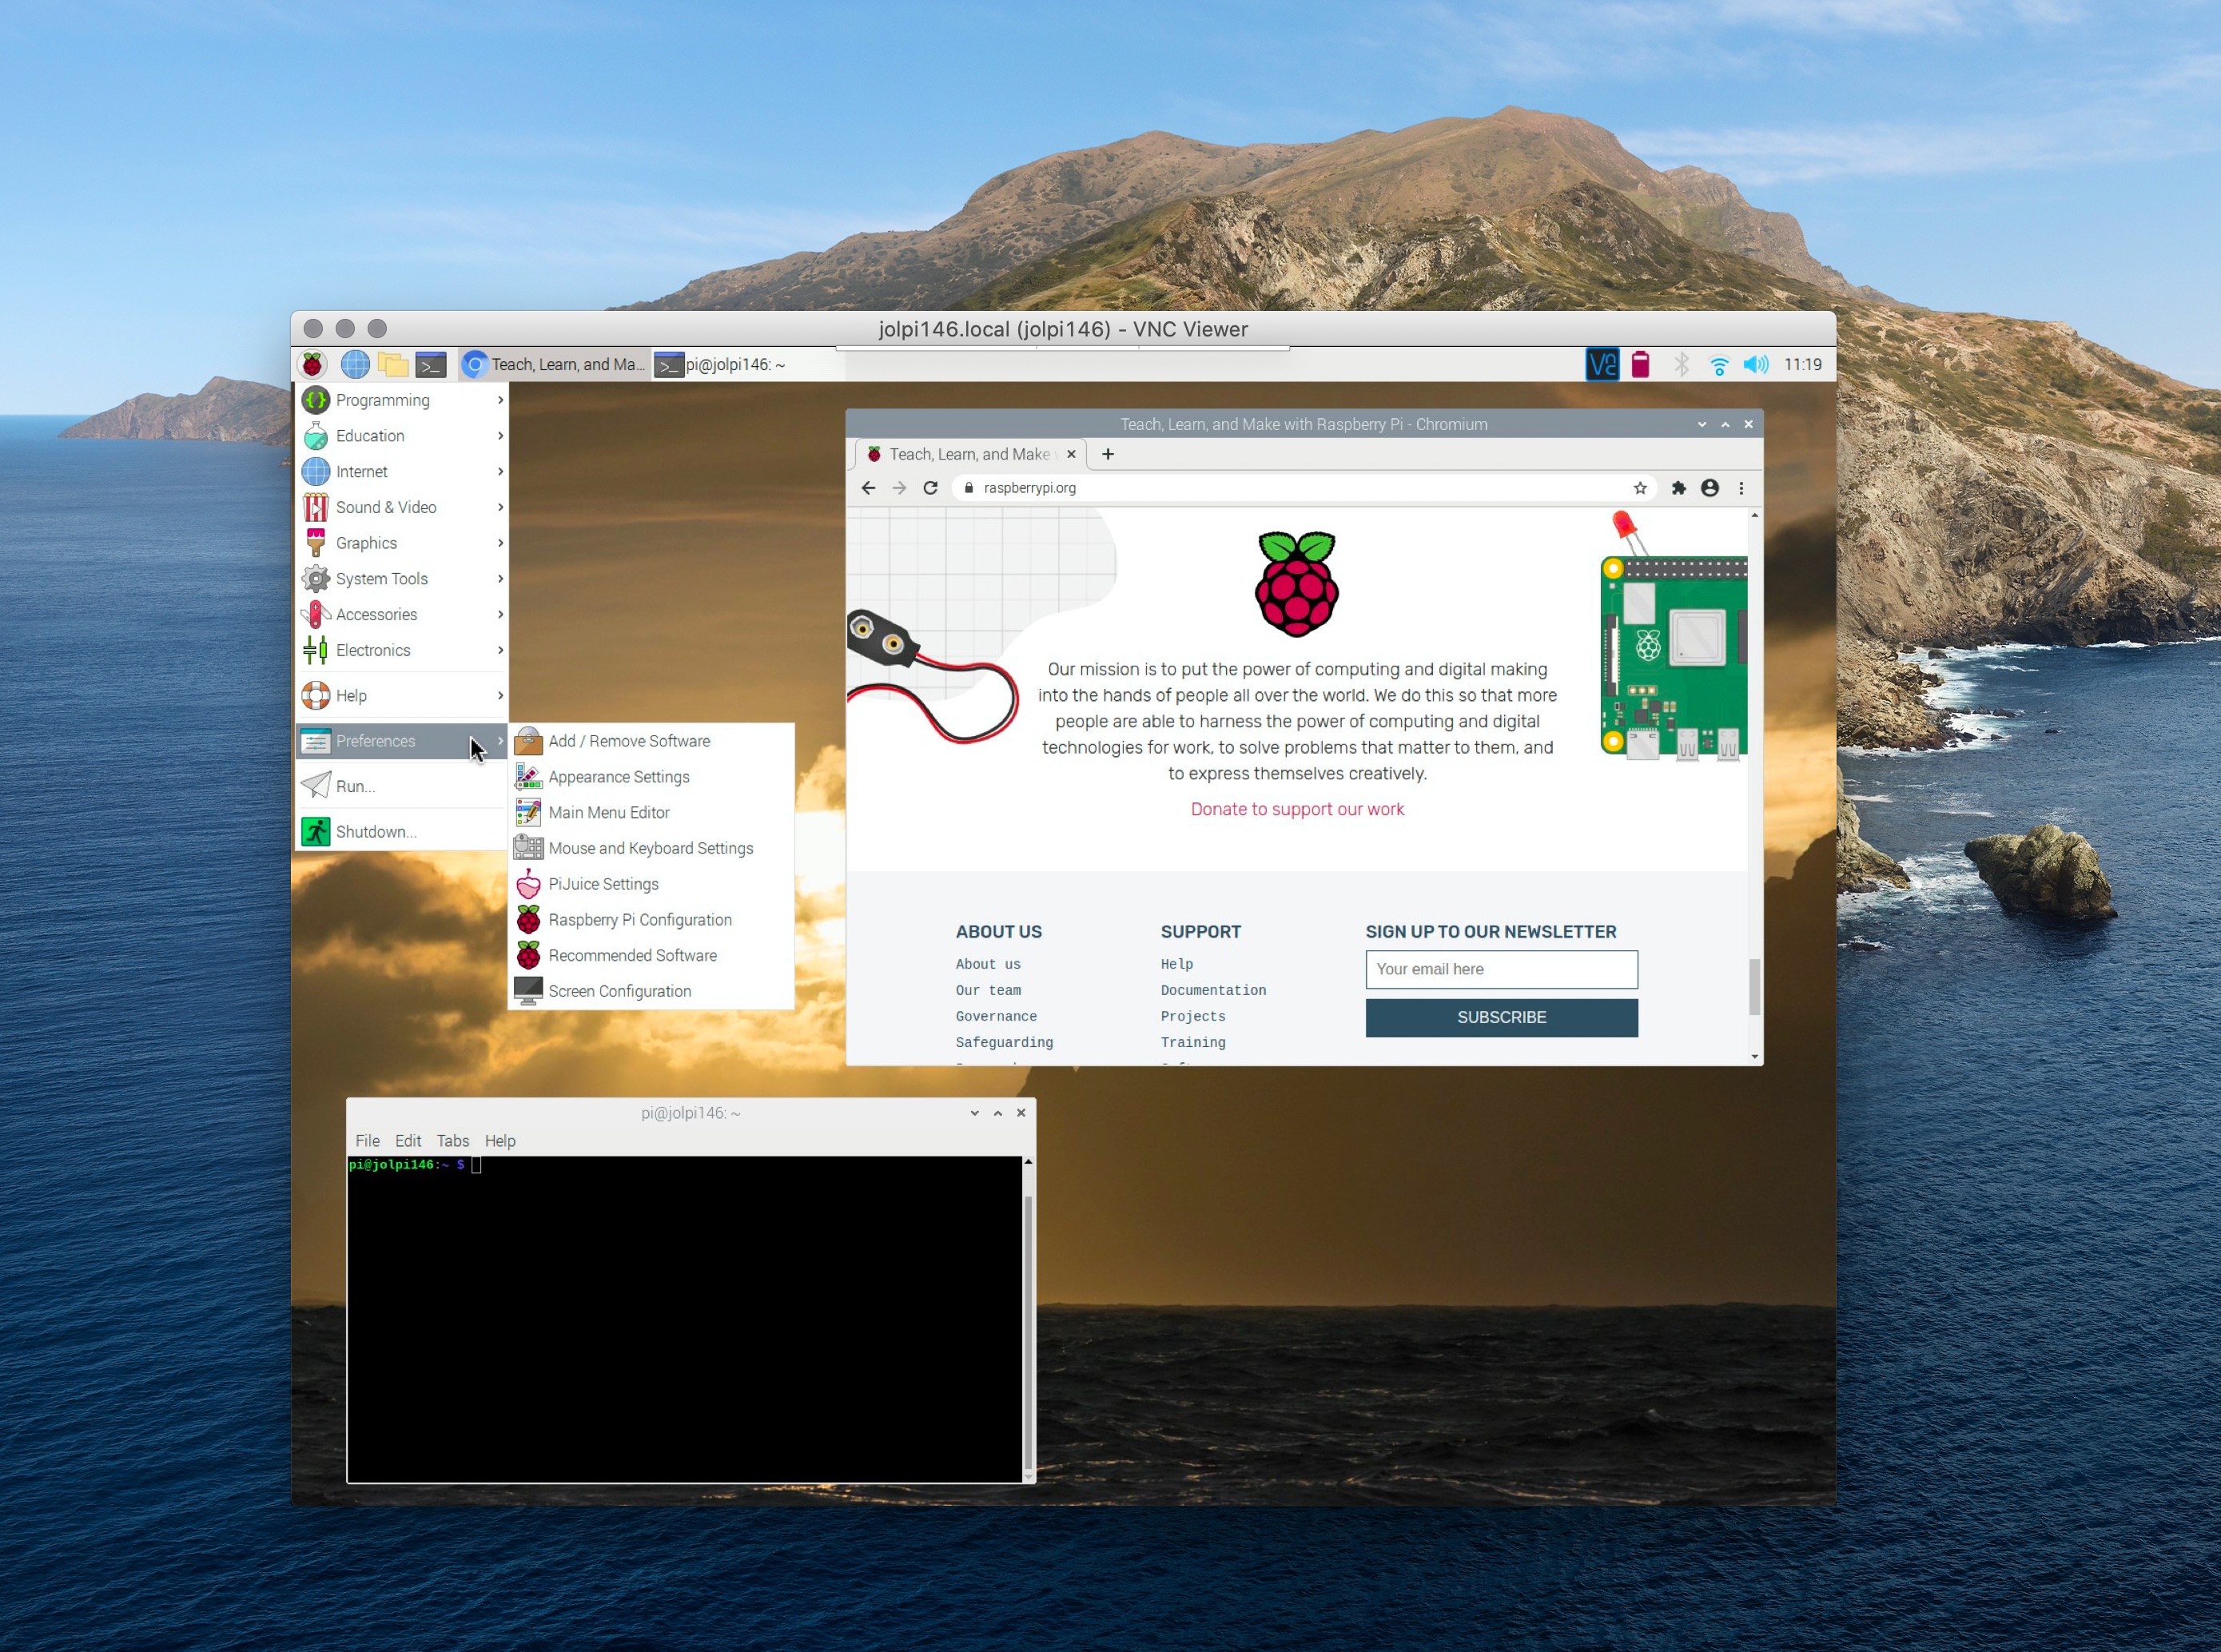 jolpi146.local (jolpi146) - VNC Viewer
Teach, Learn, and Ma...
pi@jolpi146: ~
11:19
Programming
Education
Internet
Sound & Video
Graphics
System Tools
Accessories
Electronics
Help
Preferences
Run...
Shutdown...
Add / Remove Software
Appearance Settings
Main Menu Editor
Mouse and Keyboard Settings
PiJuice Settings
Raspberry Pi Configuration
Recommended Software
Screen Configuration
Teach, Learn, and Make with Raspberry Pi - Chromium
Teach, Learn, and Make
raspberrypi.org
Our mission is to put the power of computing and digital making
into the hands of people all over the world. We do this so that more
people are able to harness the power of computing and digital
technologies for work, to solve problems that matter to them, and
to express themselves creatively.
Donate to support our work
ABOUT US
About us
Our team
Governance
Safeguarding
SUPPORT
Help
Documentation
Projects
Training
SIGN UP TO OUR NEWSLETTER
Your email here
SUBSCRIBE
pi@jolpi146: ~
File Edit Tabs Help
pi@jolpi146:~ $